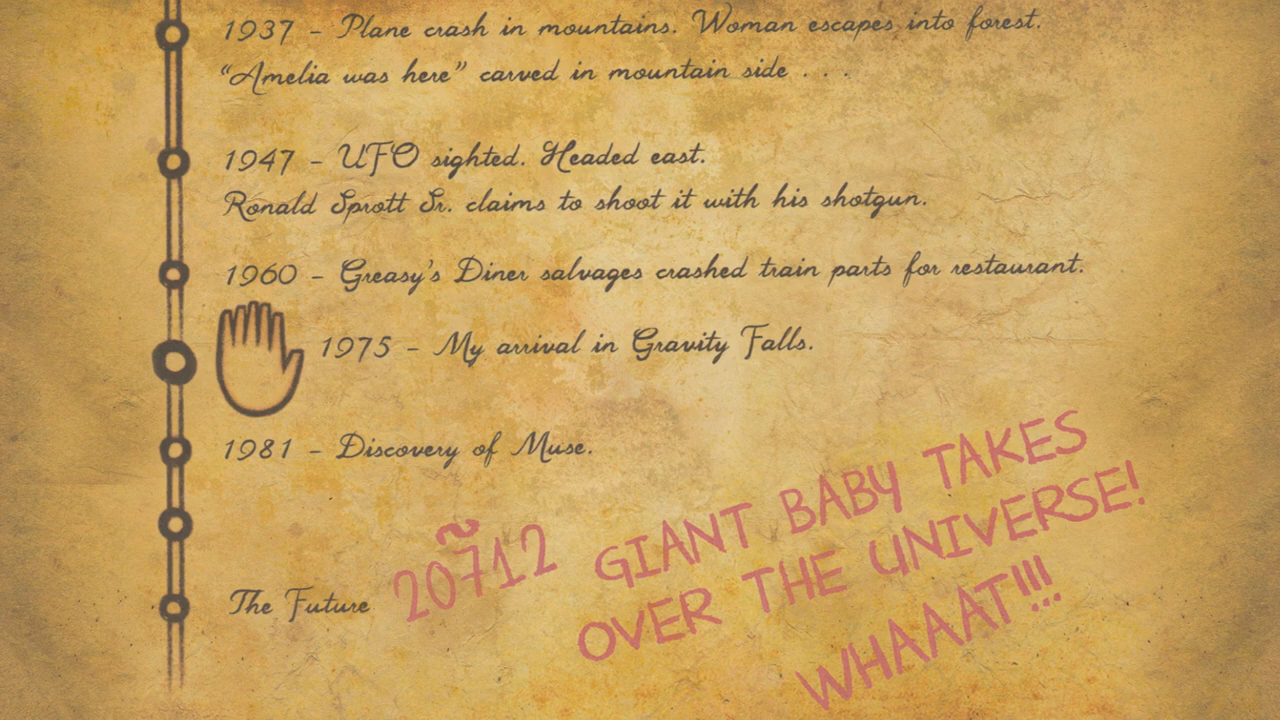 1937 - Plane crash in mountains. Woman escapes into forest.
“Amelia was here” carved in mountain side . . .
1947 - UFO sighted. Headed east.
Ronald Sprott Sr. claims to shoot it with his shotgun.
1960 - Greasy's Diner salvages crashed train parts for restaurant.
1975 - My arrival in Gravity Falls.
1981 - Discovery of Muse.
The Future
207̃12 GIANT BABY TAKES
OVER THE UNIVERSE!
WHAAAT!!!